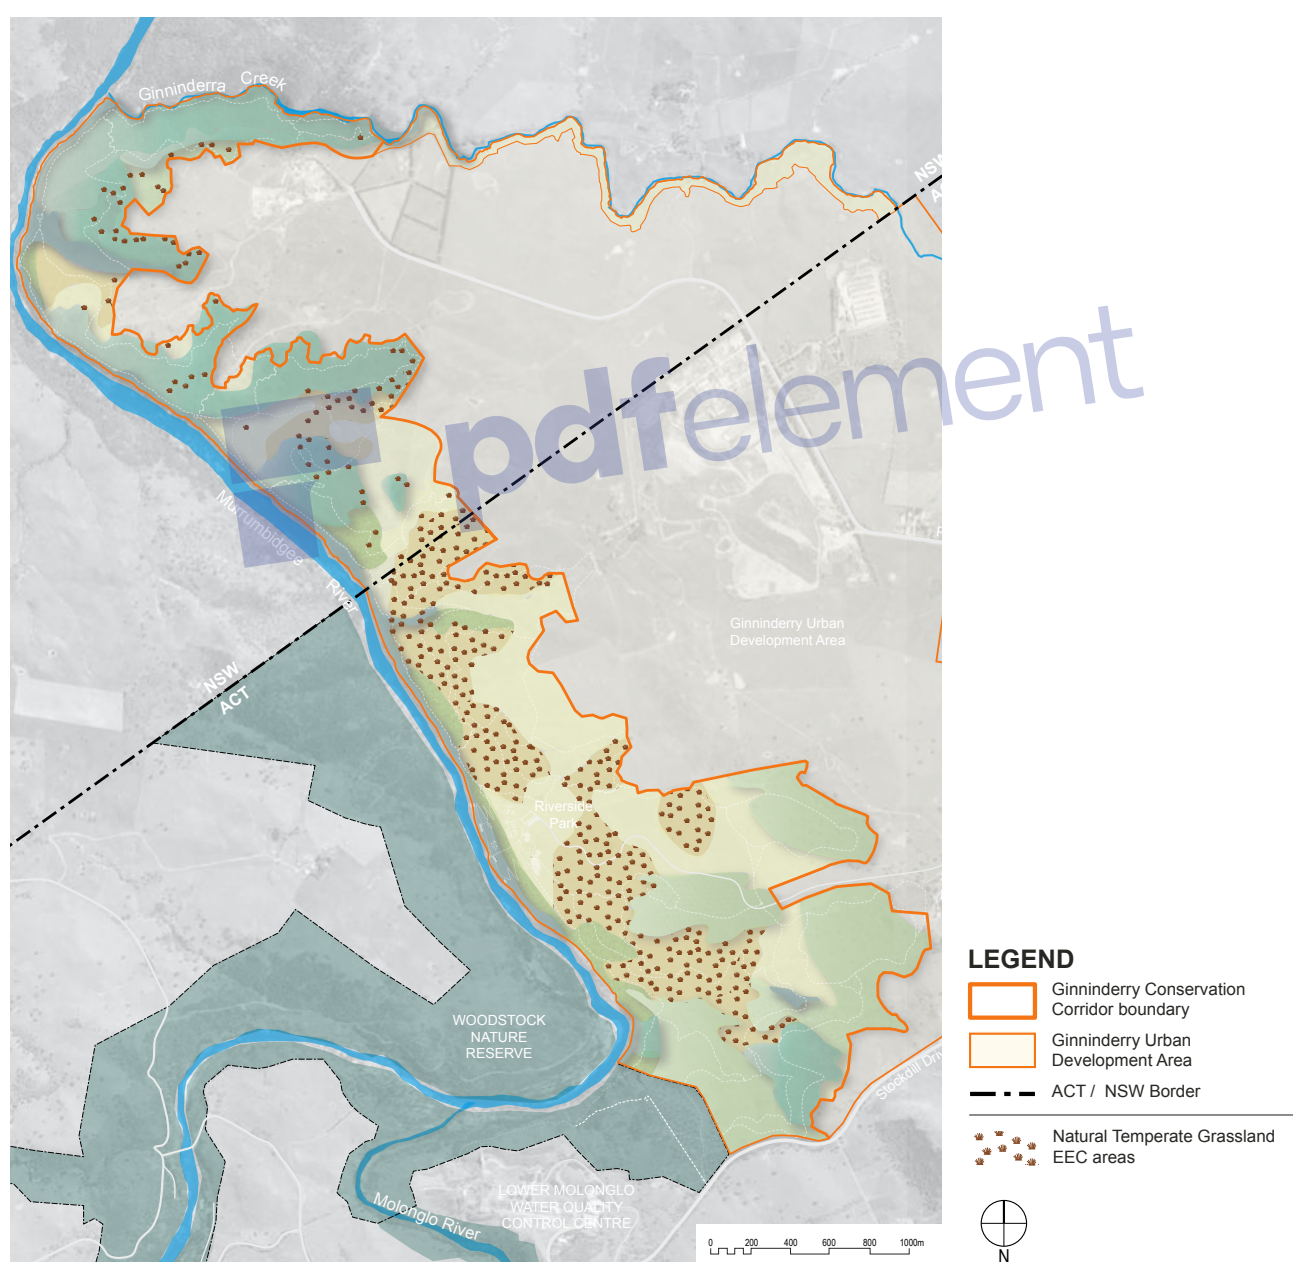 Ginninderra Creek
NSW
pdfelement
Murrumbidgee
River
Ginninderry Urban
Development Area
NSW
ACT
Riverside
Park
WOODSTOCK
NATURE
RESERVE
LEGEND
Ginninderry Conservation
Corridor boundary
Ginninderry Urban
Development Area
ACT / NSW Border
Natural Temperate Grassland
EEC areas
Stockdill
LOWER MOLONGLO
WATER QUALITY
CONTROL CENTRE
Molonglo River
0 200 400 600 800 1000m
N